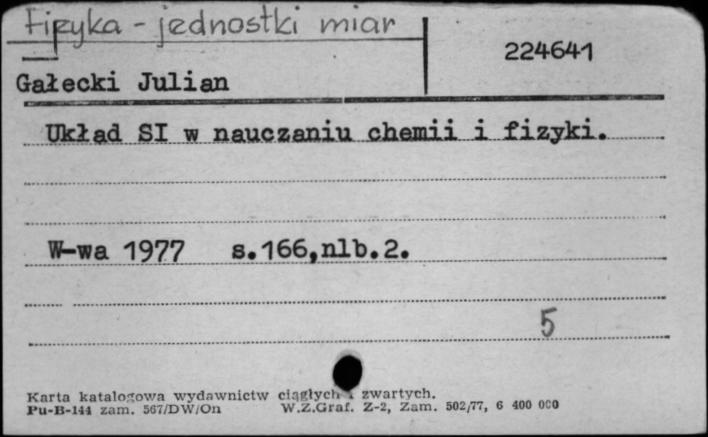 Fizyka - jednostki miar
224641
Gałecki Julian
Układ SI w nauczaniu chemii i fizyki.
W-wa 1977 s.166,nlb.2.
5
Karta katalogowa wydawnictw ciągłych i zwartych.
Pu-B-144 zam. 567/DW/On W.Z.Graf. Z-2, Zam. 502/77, 6 400 000